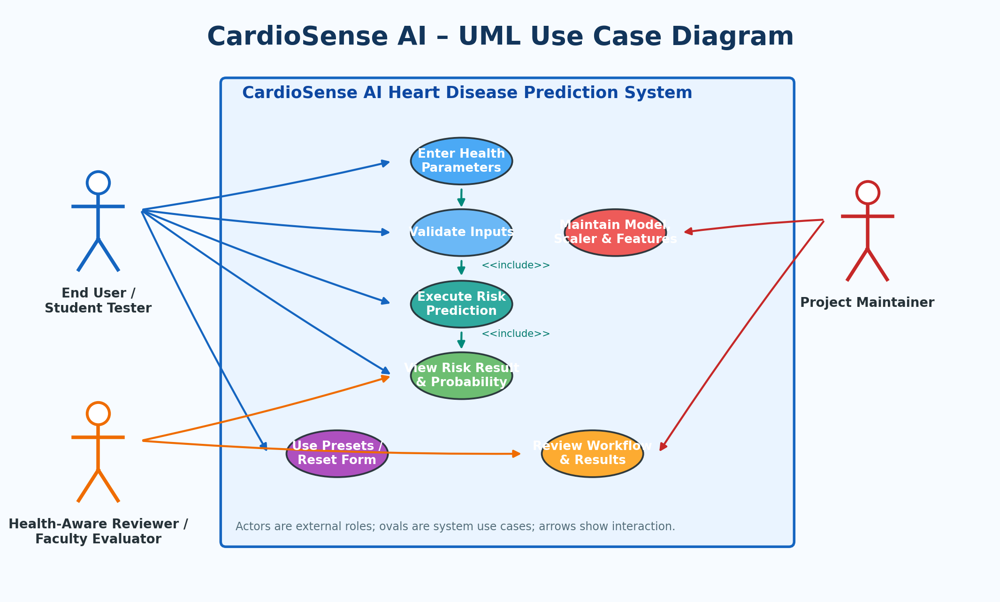 CardioSense AI – UML Use Case Diagram
CardioSense AI Heart Disease Prediction System
Enter Health
Parameters
Validate Inputs
Maintain Model,
Scaler & Features
<<include>>
Execute Risk
Prediction
<<include>>
View Risk Result
& Probability
Use Presets /
Reset Form
Review Workflow
& Results
End User /
Student Tester
Project Maintainer
Health-Aware Reviewer /
Faculty Evaluator
Actors are external roles; ovals are system use cases; arrows show interaction.